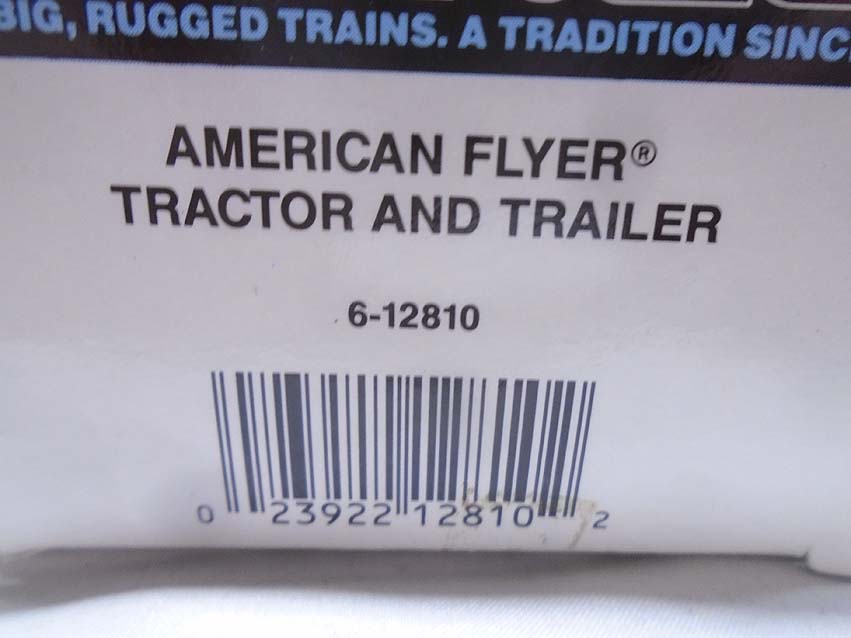 BIG, RUGGED TRAINS. A TRADITION SINC
AMERICAN FLYER®
TRACTOR AND TRAILER
6-12810
0 23922 12810 2